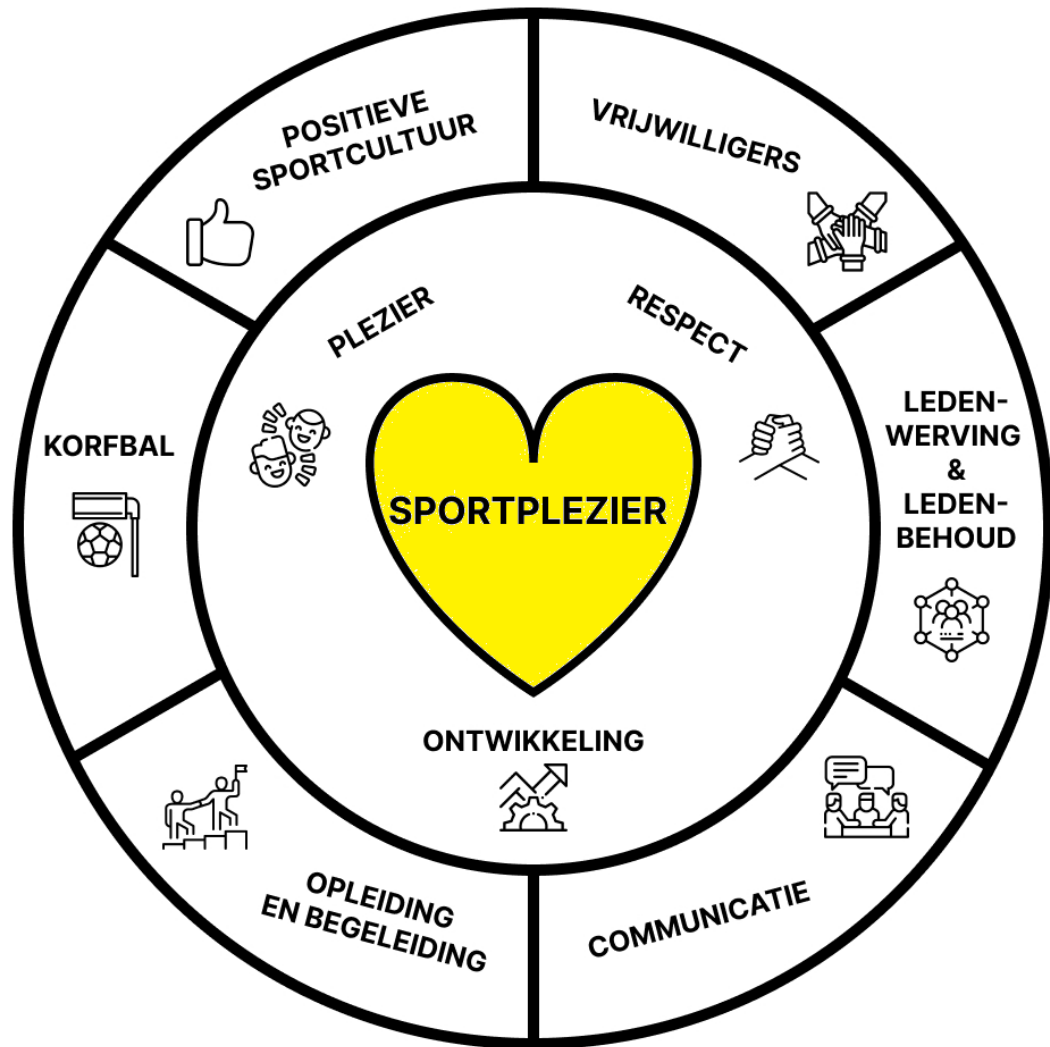 POSITIEVE
SPORTCULTUUR
VRIJWILLIGERS
PLEZIER
RESPECT
KORFBAL
LEDEN-
WERVING
&
LEDEN-
BEHOUD
SPORTPLEZIER
ONTWIKKELING
OPLEIDING
EN BEGELEIDING
COMMUNICATIE